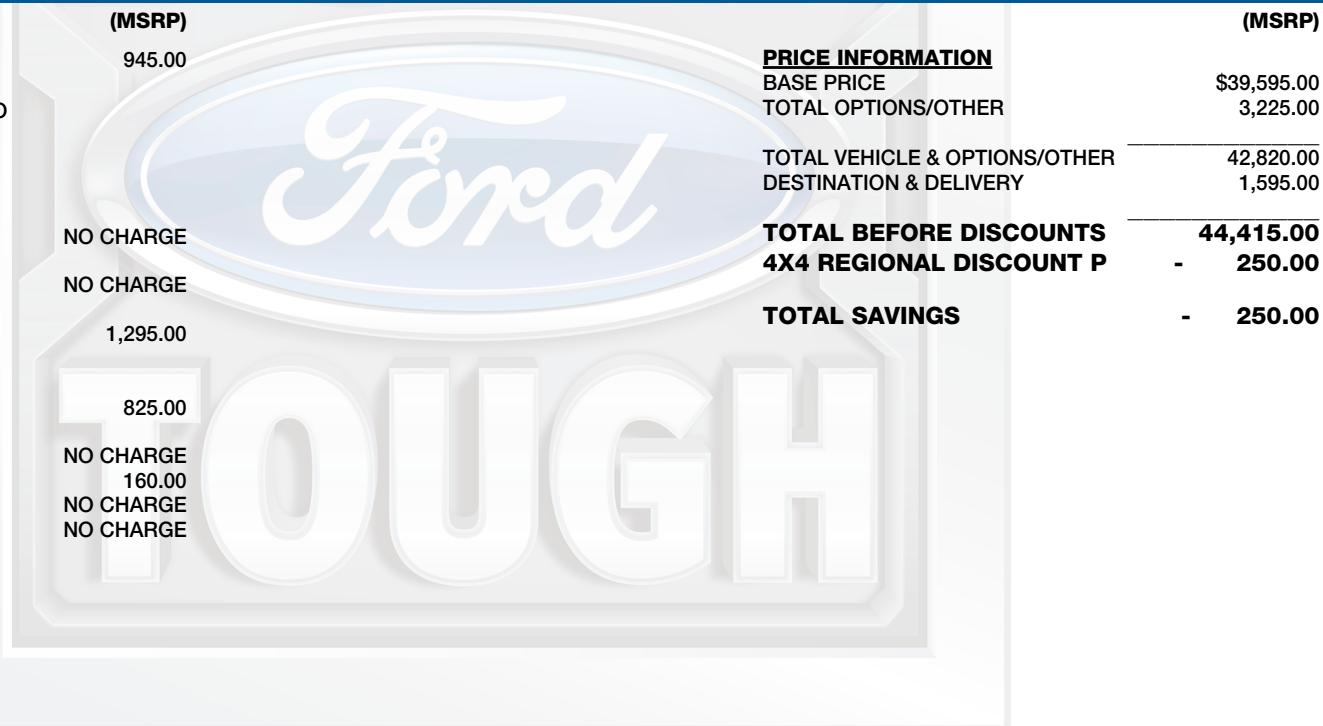 (MSRP)
945.00
O
NO CHARGE
NO CHARGE
1,295.00
825.00
NO CHARGE
160.00
NO CHARGE
NO CHARGE
Ford
TOUGH
(MSRP)
PRICE INFORMATION
BASE PRICE $39,595.00
TOTAL OPTIONS/OTHER 3,225.00
TOTAL VEHICLE & OPTIONS/OTHER 42,820.00
DESTINATION & DELIVERY 1,595.00
TOTAL BEFORE DISCOUNTS 44,415.00
4X4 REGIONAL DISCOUNT P - 250.00
TOTAL SAVINGS - 250.00